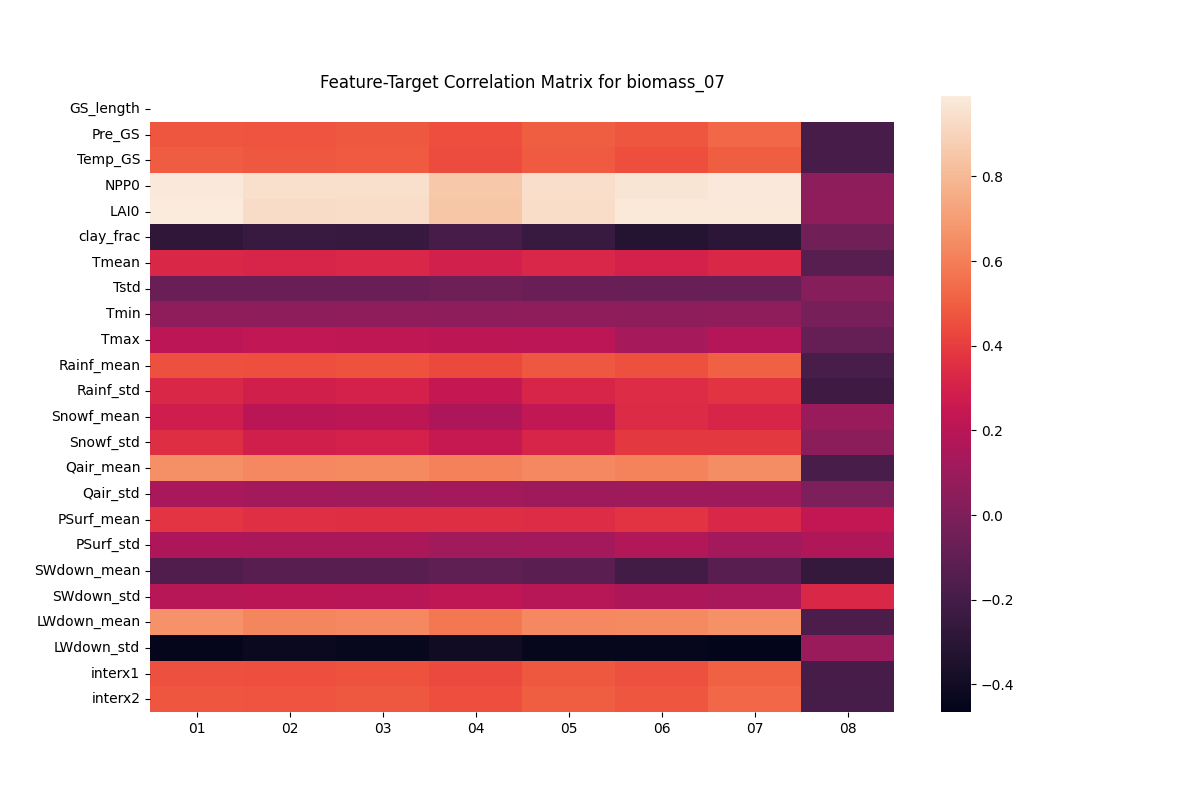 Feature-Target Correlation Matrix for biomass_07
GS_length
Pre_GS
Temp_GS
NPP0
LAI0
clay_frac
Tmean
Tstd
Tmin
Tmax
Rainf_mean
Rainf_std
Snowf_mean
Snowf_std
Qair_mean
Qair_std
PSurf_mean
PSurf_std
SWdown_mean
SWdown_std
LWdown_mean
LWdown_std
interx1
interx2
01 02 03 04 05 06 07 08
0.8
0.6
0.4
0.2
0.0
−0.2
−0.4